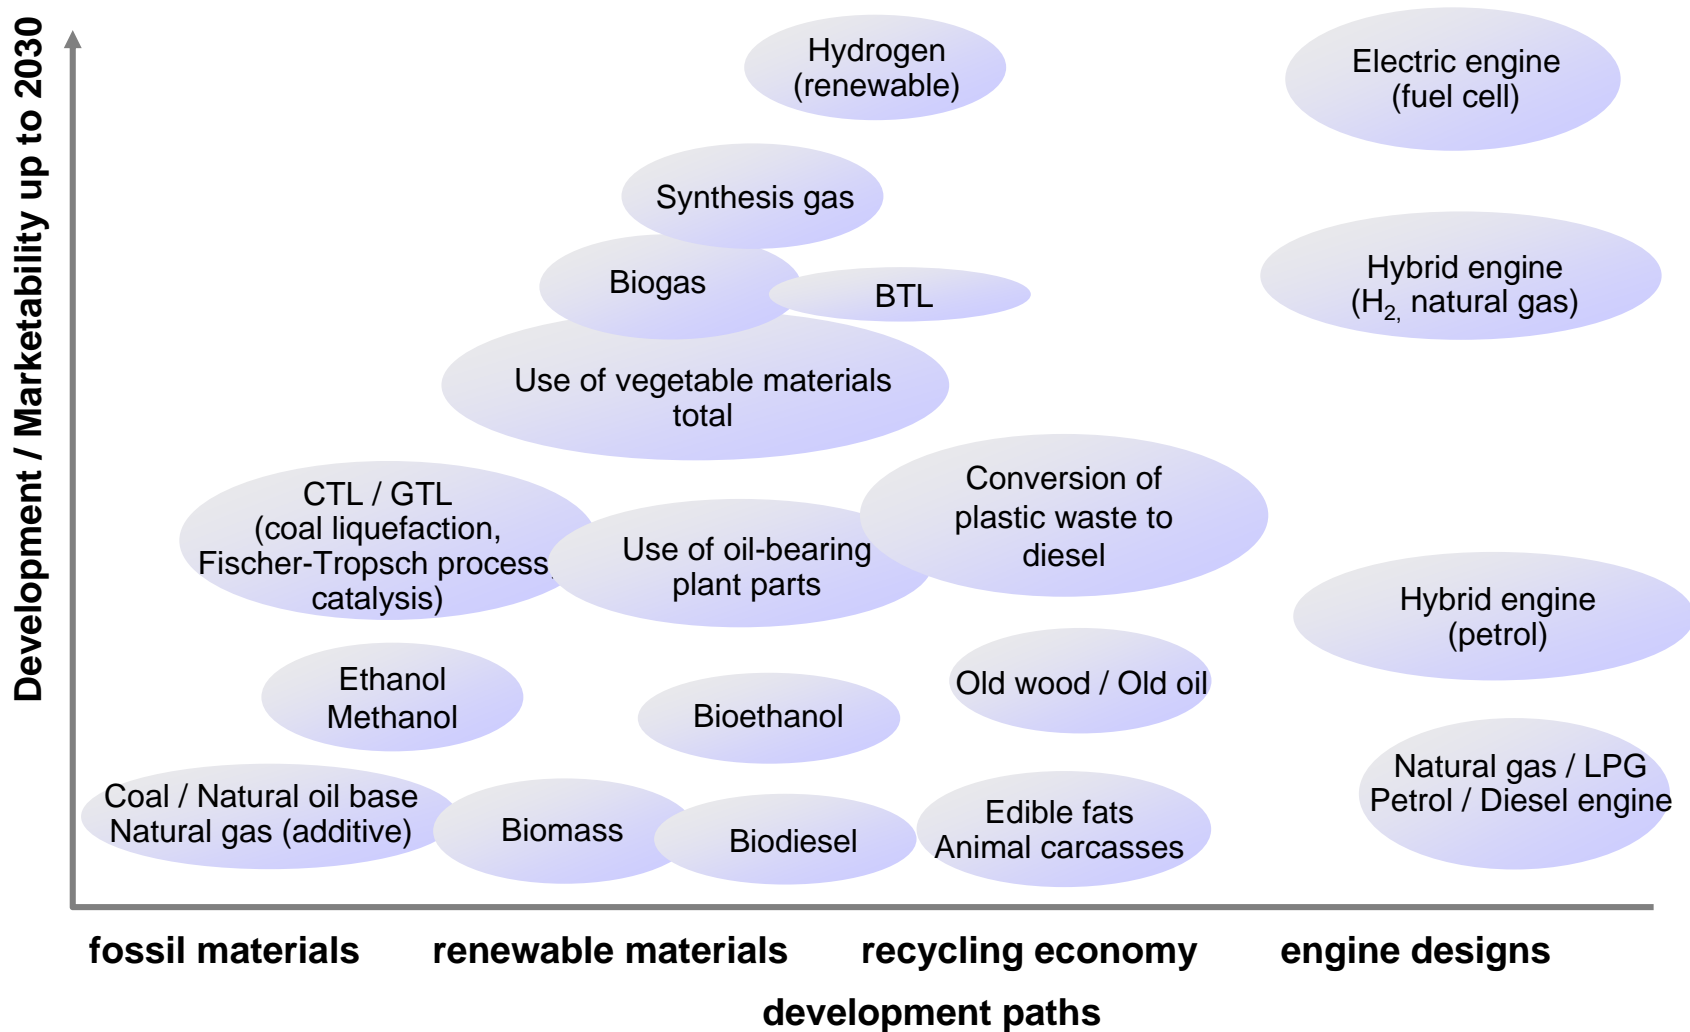 Development / Marketability up to 2030
Hydrogen
(renewable)
Electric engine
(fuel cell)
Synthesis gas
Biogas
BTL
Hybrid engine
(H2, natural gas)
Use of vegetable materials
total
CTL / GTL
(coal liquefaction,
Fischer-Tropsch process,
catalysis)
Use of oil-bearing
plant parts
Conversion of
plastic waste to
diesel
Hybrid engine
(petrol)
Ethanol
Methanol
Bioethanol
Old wood / Old oil
Natural gas / LPG
Petrol / Diesel engine
Coal / Natural oil base
Natural gas (additive)
Biomass
Biodiesel
Edible fats
Animal carcasses
fossil materials
renewable materials
recycling economy
engine designs
development paths